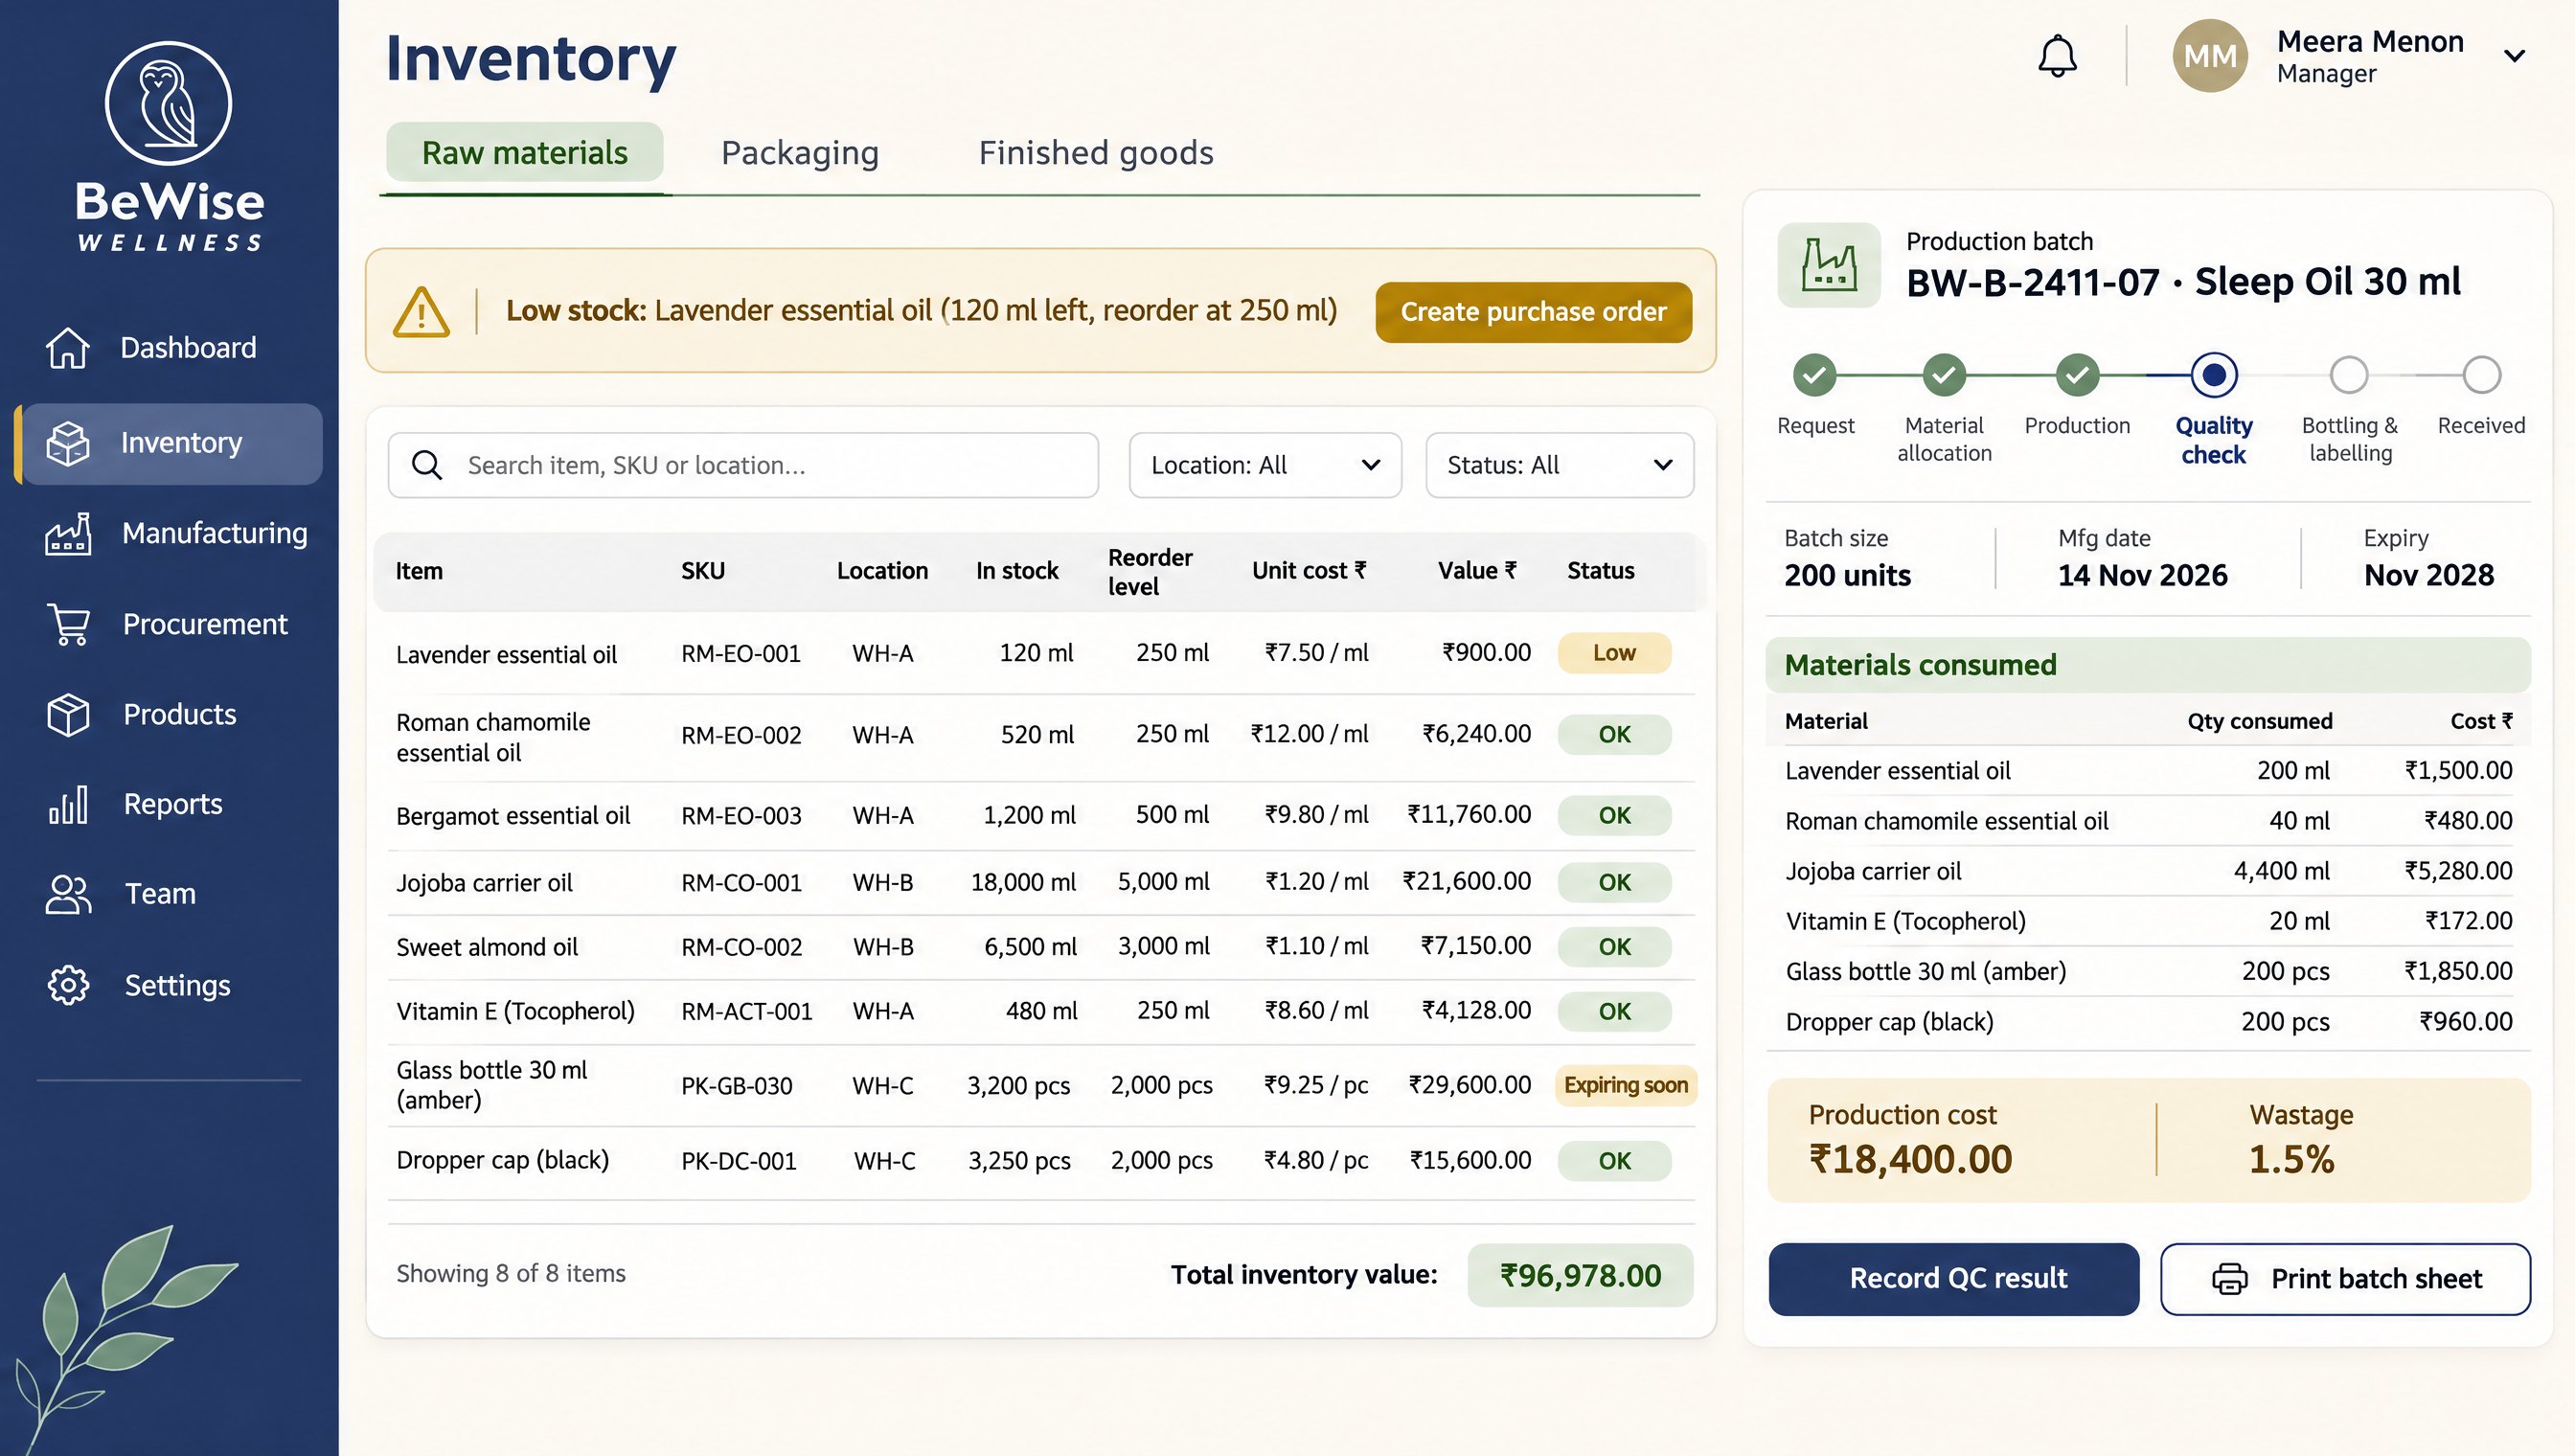 BeWise
WELLNESS
Dashboard
Inventory
Manufacturing
Procurement
Products
Reports
Team
Settings
Inventory
MM
Meera Menon
Manager
Raw materials
Packaging
Finished goods
Low stock: Lavender essential oil (120 ml left, reorder at 250 ml)
Create purchase order
Search item, SKU or location...
Location: All
Status: All
Item SKU Location In stock Reorder level Unit cost ₹ Value ₹ Status
Lavender essential oil RM-EO-001 WH-A 120 ml 250 ml ₹7.50 / ml ₹900.00 Low
Roman chamomile essential oil RM-EO-002 WH-A 520 ml 250 ml ₹12.00 / ml ₹6,240.00 OK
Bergamot essential oil RM-EO-003 WH-A 1,200 ml 500 ml ₹9.80 / ml ₹11,760.00 OK
Jojoba carrier oil RM-CO-001 WH-B 18,000 ml 5,000 ml ₹1.20 / ml ₹21,600.00 OK
Sweet almond oil RM-CO-002 WH-B 6,500 ml 3,000 ml ₹1.10 / ml ₹7,150.00 OK
Vitamin E (Tocopherol) RM-ACT-001 WH-A 480 ml 250 ml ₹8.60 / ml ₹4,128.00 OK
Glass bottle 30 ml (amber) PK-GB-030 WH-C 3,200 pcs 2,000 pcs ₹9.25 / pc ₹29,600.00 Expiring soon
Dropper cap (black) PK-DC-001 WH-C 3,250 pcs 2,000 pcs ₹4.80 / pc ₹15,600.00 OK
Showing 8 of 8 items
Total inventory value: ₹96,978.00
Production batch
BW-B-2411-07 · Sleep Oil 30 ml
Request
Material allocation
Production
Quality check
Bottling & labelling
Received
Batch size
200 units
Mfg date
14 Nov 2026
Expiry
Nov 2028
Materials consumed
Material Qty consumed Cost ₹
Lavender essential oil 200 ml ₹1,500.00
Roman chamomile essential oil 40 ml ₹480.00
Jojoba carrier oil 4,400 ml ₹5,280.00
Vitamin E (Tocopherol) 20 ml ₹172.00
Glass bottle 30 ml (amber) 200 pcs ₹1,850.00
Dropper cap (black) 200 pcs ₹960.00
Production cost
₹18,400.00
Wastage
1.5%
Record QC result
Print batch sheet